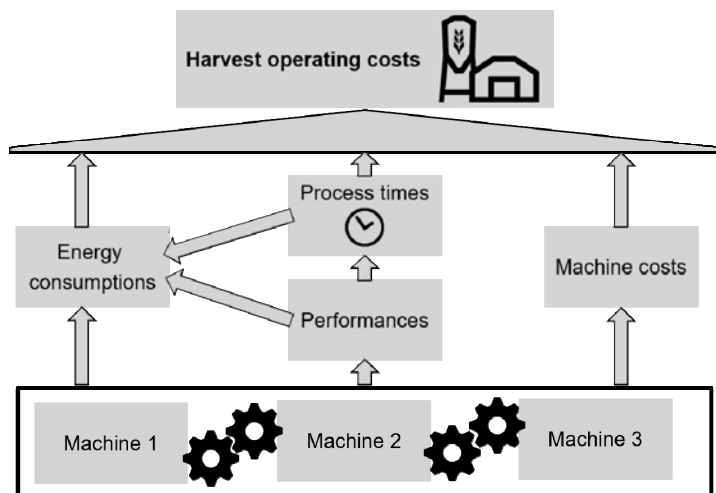 Harvest operating costs
Process times
Energy
consumptions
Machine costs
Performances
Machine 1
Machine 2
Machine 3